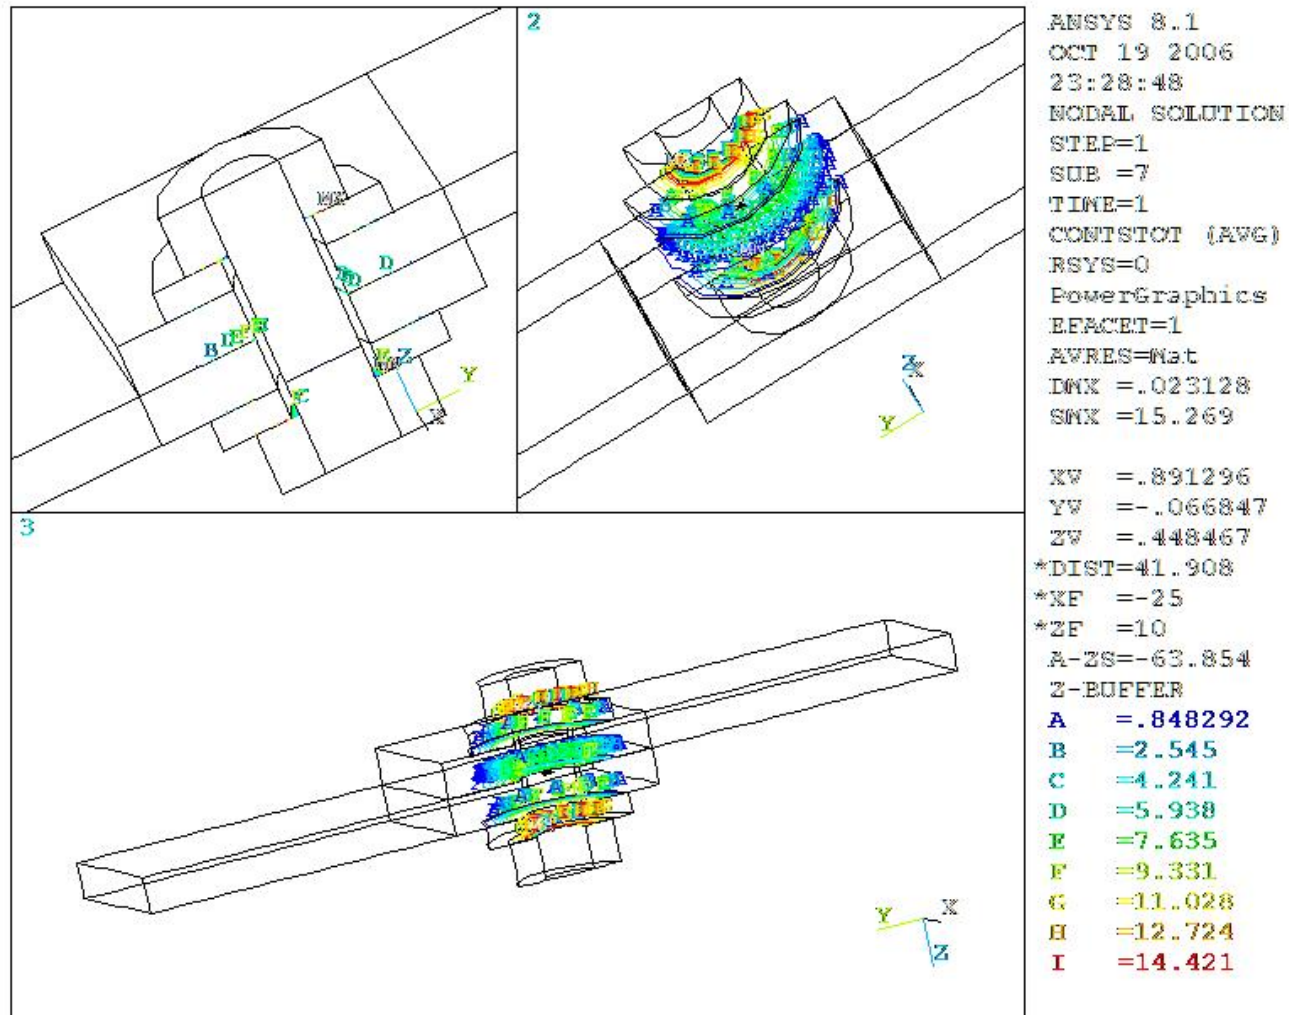 2
3
ANSYS 8.1
OCT 19 2006
23:28:48
NODAL SOLUTION
STEP=1
SUB =7
TIME=1
CONTSTOT (AVG)
RSYS=0
PowerGraphics
EFACET=1
AVRES=Mat
DMX =.023128
SMX =15.269
XV =.891296
YV =-.066847
ZV =.448467
*DIST=41.908
*XF =-25
*ZF =10
A-ZS=-63.854
Z-BUFFER
A =.848292
B =2.545
C =4.241
D =5.938
E =7.635
F =9.331
G =11.028
H =12.724
I =14.421
MX
D
D
B
D
E
H
C
Z
Y
X
Z
X
Y
Y
X
Z